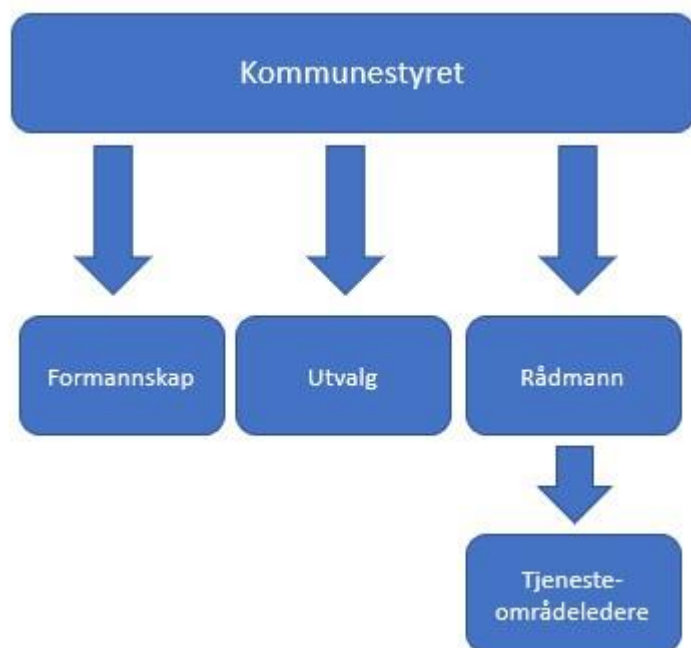 Kommunestyret
Formannskap
Utvalg
Rådmann
Tjeneste-
områdeledere